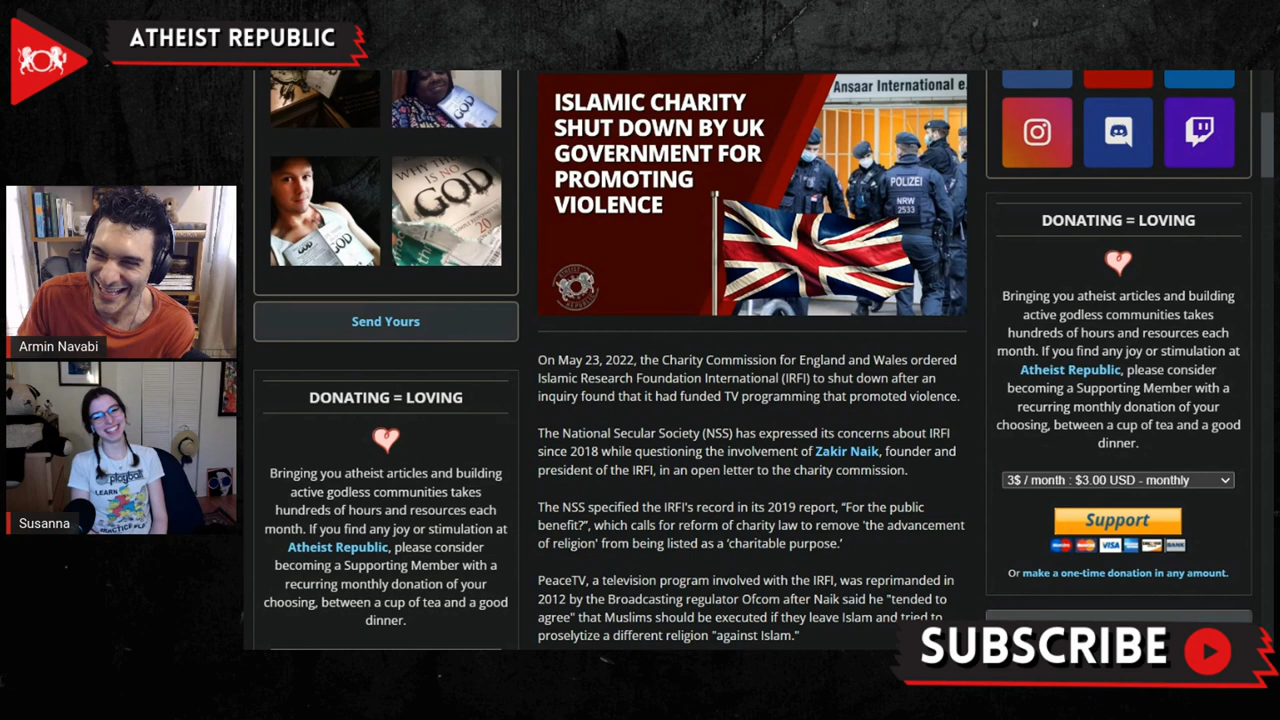 ATHEIST REPUBLIC
WHY THERE
IS NO
GOD
20
GOD
Send Yours
DONATING = LOVING
Bringing you atheist articles and building
active godless communities takes
hundreds of hours and resources each
month. If you find any joy or stimulation at
Atheist Republic, please consider
becoming a Supporting Member with a
recurring monthly donation of your
choosing, between a cup of tea and a good
dinner.
Armin Navabi
Susanna
playball
LEARN
ISLAMIC CHARITY
SHUT DOWN BY UK
GOVERNMENT FOR
PROMOTING
VIOLENCE
Ansaar International e.
POLIZEI
NRW
2533
On May 23, 2022, the Charity Commission for England and Wales ordered
Islamic Research Foundation International (IRFI) to shut down after an
inquiry found that it had funded TV programming that promoted violence.
The National Secular Society (NSS) has expressed its concerns about IRFI
since 2018 while questioning the involvement of Zakir Naik, founder and
president of the IRFI, in an open letter to the charity commission.
The NSS specified the IRFI's record in its 2019 report, “For the public
benefit?”, which calls for reform of charity law to remove 'the advancement
of religion' from being listed as a ‘charitable purpose.’
PeaceTV, a television program involved with the IRFI, was reprimanded in
2012 by the Broadcasting regulator Ofcom after Naik said he "tended to
agree" that Muslims should be executed if they leave Islam and tried to
proselytize a different religion "against Islam."
DONATING = LOVING
Bringing you atheist articles and building
active godless communities takes
hundreds of hours and resources each
month. If you find any joy or stimulation at
Atheist Republic, please consider
becoming a Supporting Member with a
recurring monthly donation of your
choosing, between a cup of tea and a good
dinner.
3$ / month : $3.00 USD - monthly
Support
VISA
BANK
Or make a one-time donation in any amount.
SUBSCRIBE